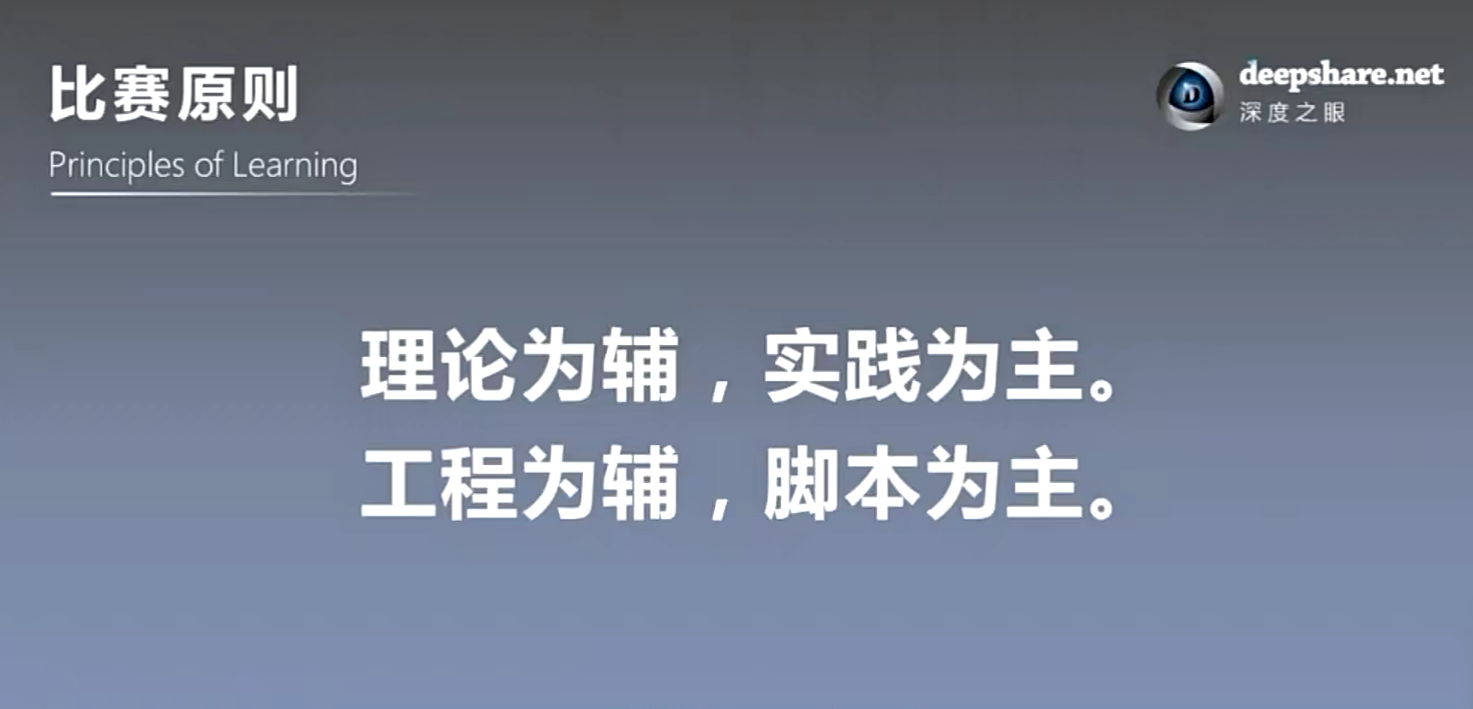 比赛原则
Principles of Learning
deepshare.net
深度之眼
理论为辅，实践为主。
工程为辅，脚本为主。